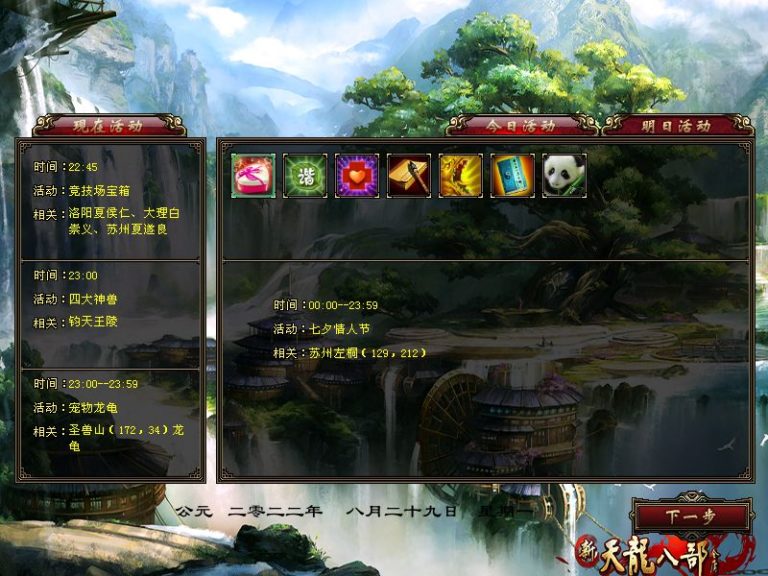 现在活动
今日活动
明日活动
时间:22:45
活动:竞技场宝箱
相关:洛阳夏侯仁、大理白
崇义、苏州夏遂良
时间:23:00
活动:四大神兽
相关:钧天王陵
时间:23:00--23:59
活动:宠物龙龟
相关:圣兽山(172,34)龙
龟
谐
时间:00:00--23:59
活动:七夕情人节
相关:苏州左桐(129,212)
公元 二零二二年 八月二十九日 星期一
下一步
新天龍八部